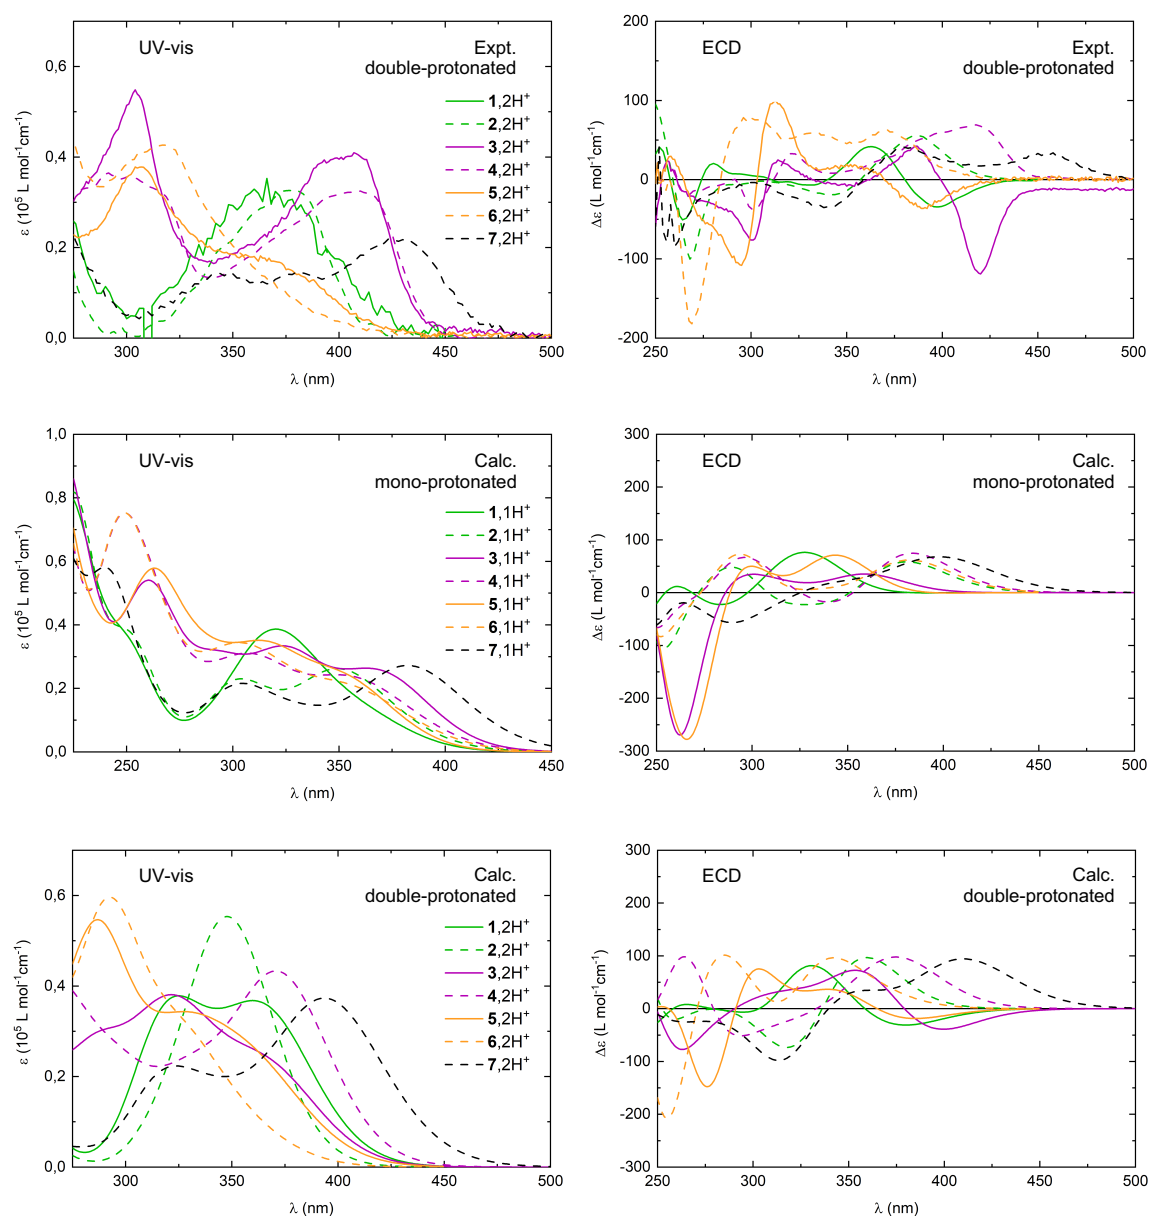 UV-vis
Expt.
double-protonated
0,6
0,4
0,2
0,0
ε (10⁵ L mol⁻¹cm⁻¹)
1,2H⁺
2,2H⁺
3,2H⁺
4,2H⁺
5,2H⁺
6,2H⁺
7,2H⁺
300
350
400
450
500
λ (nm)
ECD
Expt.
double-protonated
200
100
0
-100
-200
Δε (L mol⁻¹cm⁻¹)
250
300
350
400
450
500
λ (nm)
UV-vis
Calc.
mono-protonated
1,0
0,8
0,6
0,4
0,2
0,0
ε (10⁵ L mol⁻¹cm⁻¹)
1,1H⁺
2,1H⁺
3,1H⁺
4,1H⁺
5,1H⁺
6,1H⁺
7,1H⁺
250
300
350
400
450
λ (nm)
ECD
Calc.
mono-protonated
300
200
100
0
-100
-200
-300
Δε (L mol⁻¹cm⁻¹)
250
300
350
400
450
500
λ (nm)
UV-vis
Calc.
double-protonated
0,6
0,4
0,2
0,0
ε (10⁵ L mol⁻¹cm⁻¹)
1,2H⁺
2,2H⁺
3,2H⁺
4,2H⁺
5,2H⁺
6,2H⁺
7,2H⁺
300
350
400
450
500
λ (nm)
ECD
Calc.
double-protonated
300
200
100
0
-100
-200
-300
Δε (L mol⁻¹cm⁻¹)
250
300
350
400
450
500
λ (nm)